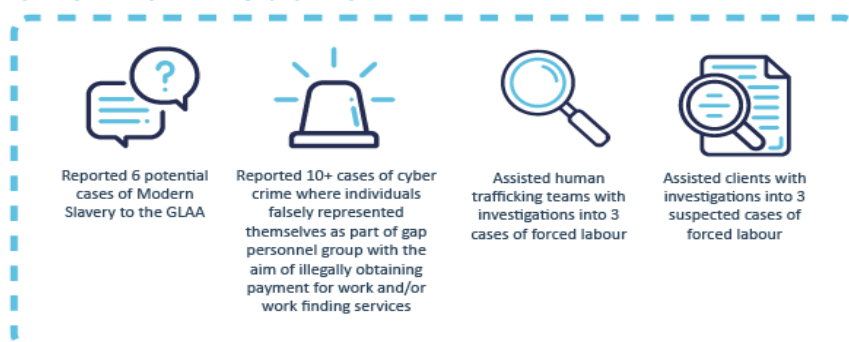 ?
Reported 6 potential
cases of Modern
Slavery to the GLAA
Reported 10+ cases of cyber
crime where individuals
falsely represented
themselves as part of gap
personnel group with the
aim of illegally obtaining
payment for work and/or
work finding services
Assisted human
trafficking teams with
investigations into 3
cases of forced labour
Assisted clients with
investigations into 3
suspected cases of
forced labour